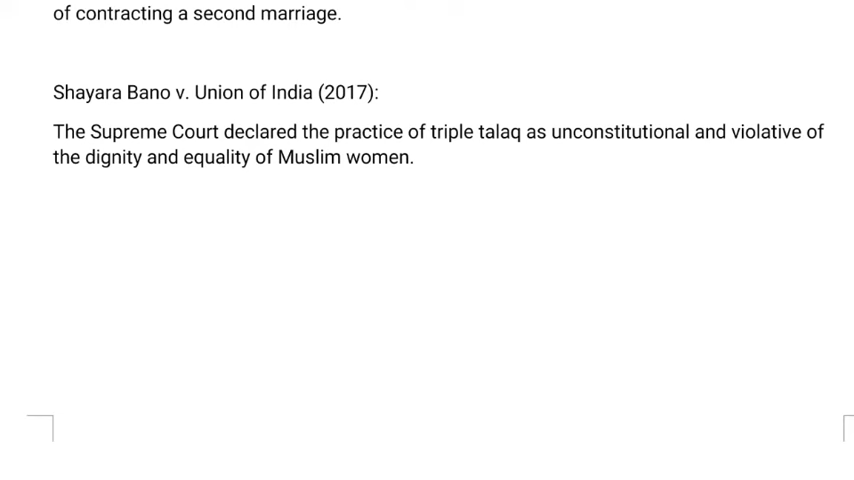 of contracting a second marriage.
Shayara Bano v. Union of India (2017):
The Supreme Court declared the practice of triple talaq as unconstitutional and violative of
the dignity and equality of Muslim women.